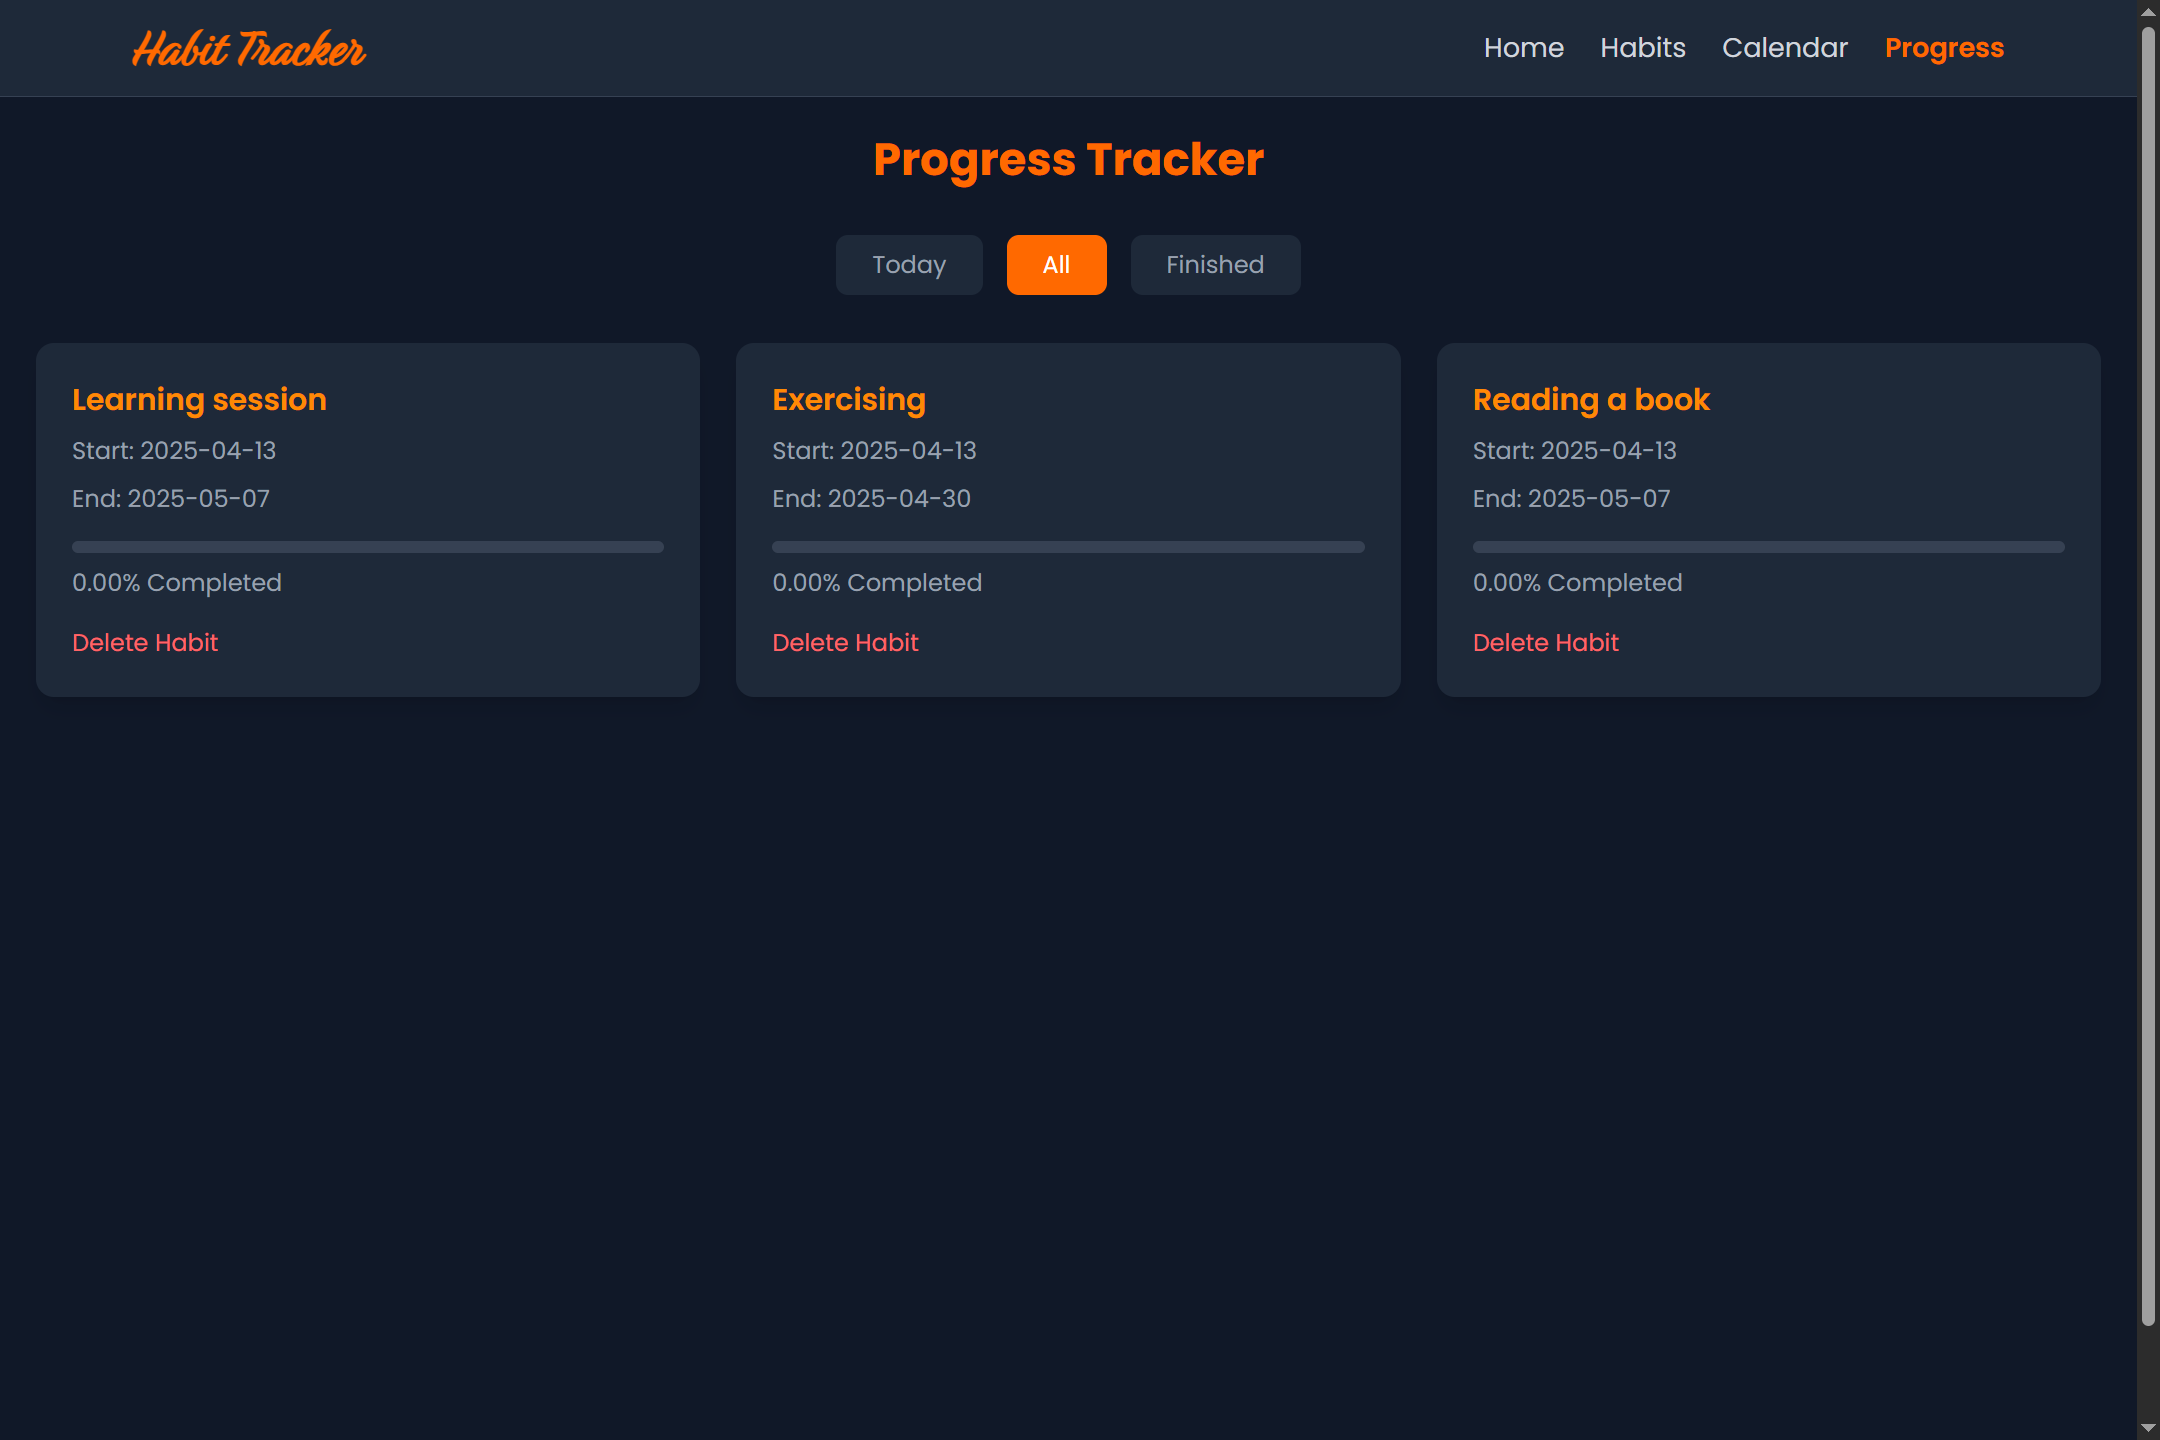 Habit Tracker
Home Habits Calendar Progress
Progress Tracker
Today All Finished
Learning session
Start: 2025-04-13
End: 2025-05-07
0.00% Completed
Delete Habit
Exercising
Start: 2025-04-13
End: 2025-04-30
0.00% Completed
Delete Habit
Reading a book
Start: 2025-04-13
End: 2025-05-07
0.00% Completed
Delete Habit